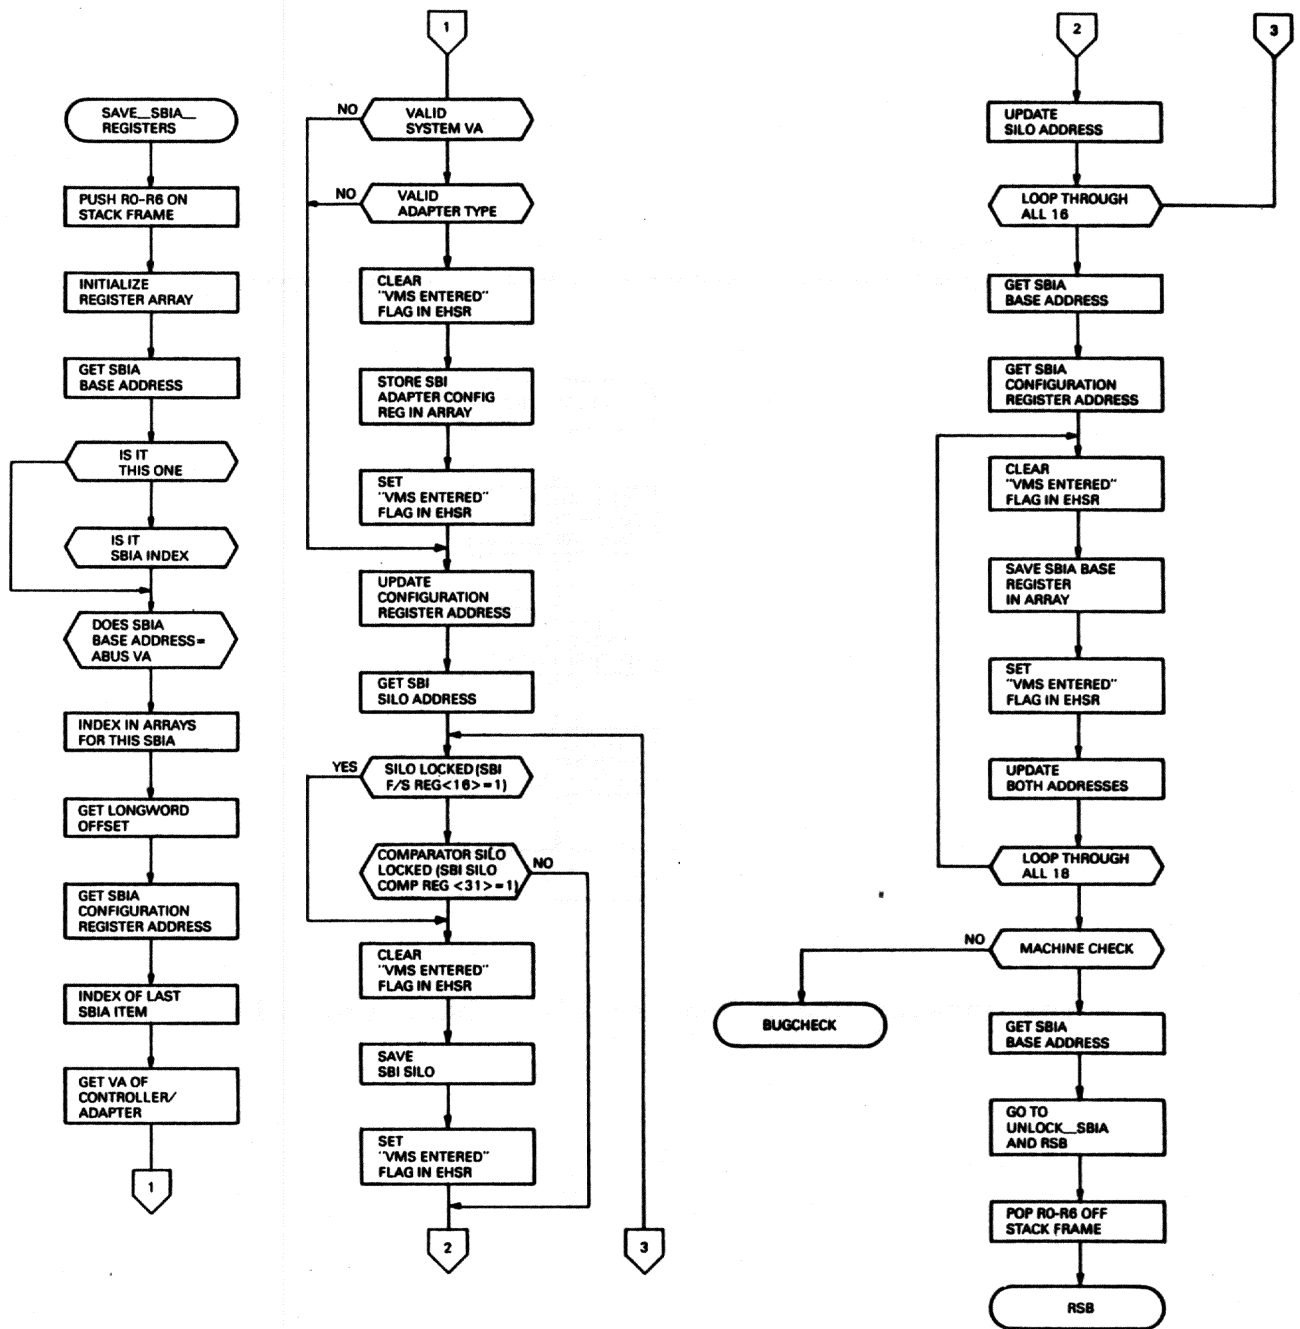 SAVE__SBIA__
REGISTERS
PUSH R0-R6 ON
STACK FRAME
INITIALIZE
REGISTER ARRAY
GET SBIA
BASE ADDRESS
IS IT
THIS ONE
IS IT
SBIA INDEX
DOES SBIA
BASE ADDRESS=
ABUS VA
INDEX IN ARRAYS
FOR THIS SBIA
GET LONGWORD
OFFSET
GET SBIA
CONFIGURATION
REGISTER ADDRESS
INDEX OF LAST
SBIA ITEM
GET VA OF
CONTROLLER/
ADAPTER
1
1
NO
VALID
SYSTEM VA
NO
VALID
ADAPTER TYPE
CLEAR
"VMS ENTERED"
FLAG IN EHSR
STORE SBI
ADAPTER CONFIG
REG IN ARRAY
SET
"VMS ENTERED"
FLAG IN EHSR
UPDATE
CONFIGURATION
REGISTER ADDRESS
GET SBI
SILO ADDRESS
YES
SILO LOCKED (SBI
F/S REG<16>=1)
COMPARATOR SILO
LOCKED (SBI SILO
COMP REG <31>=1)
NO
CLEAR
"VMS ENTERED"
FLAG IN EHSR
SAVE
SBI SILO
SET
"VMS ENTERED"
FLAG IN EHSR
2
3
2
3
UPDATE
SILO ADDRESS
LOOP THROUGH
ALL 16
GET SBIA
BASE ADDRESS
GET SBIA
CONFIGURATION
REGISTER ADDRESS
CLEAR
"VMS ENTERED"
FLAG IN EHSR
SAVE SBIA BASE
REGISTER
IN ARRAY
SET
"VMS ENTERED"
FLAG IN EHSR
UPDATE
BOTH ADDRESSES
LOOP THROUGH
ALL 18
NO
MACHINE CHECK
BUGCHECK
GET SBIA
BASE ADDRESS
GO TO
UNLOCK__SBIA
AND RSB
POP R0-R6 OFF
STACK FRAME
RSB